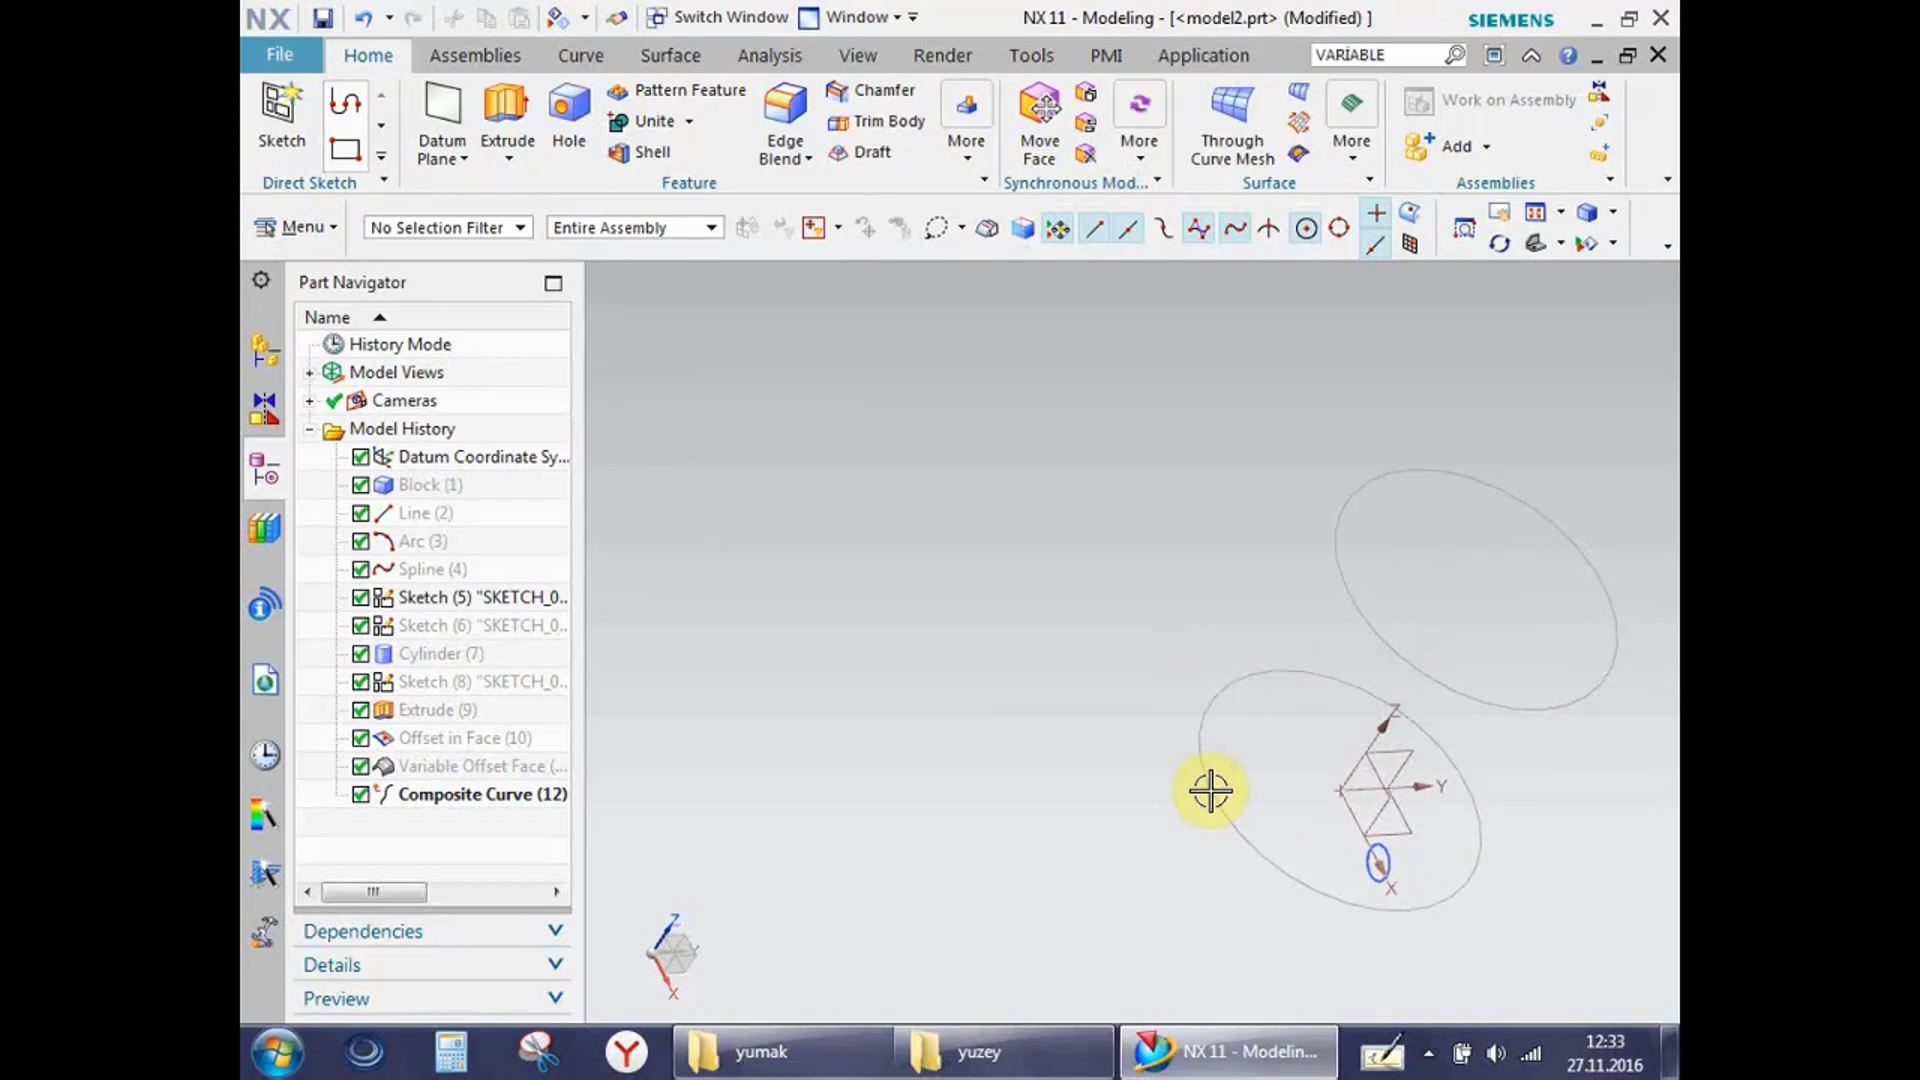 NX
Switch Window
Window
NX 11 - Modeling - [<model2.prt> (Modified) ]
SIEMENS
File
Home
Assemblies
Curve
Surface
Analysis
View
Render
Tools
PMI
Application
VARİABLE
Sketch
Datum
Plane
Extrude
Hole
Pattern Feature
Unite
Shell
Edge
Blend
Chamfer
Trim Body
Draft
More
Move
Face
More
Through
Curve Mesh
More
Work on Assembly
Add
Direct Sketch
Feature
Synchronous Mod...
Surface
Assemblies
Menu
No Selection Filter
Entire Assembly
Part Navigator
Name
History Mode
Model Views
Cameras
Model History
Datum Coordinate Sy...
Block (1)
Line (2)
Arc (3)
Spline (4)
Sketch (5) "SKETCH_0..
Sketch (6) "SKETCH_0..
Cylinder (7)
Sketch (8) "SKETCH_0..
Extrude (9)
Offset in Face (10)
Variable Offset Face (...
Composite Curve (12)
Dependencies
Details
Preview
Z
Y
X
Z
X
yumak
yuzey
NX 11 - Modelin...
12:33
27.11.2016